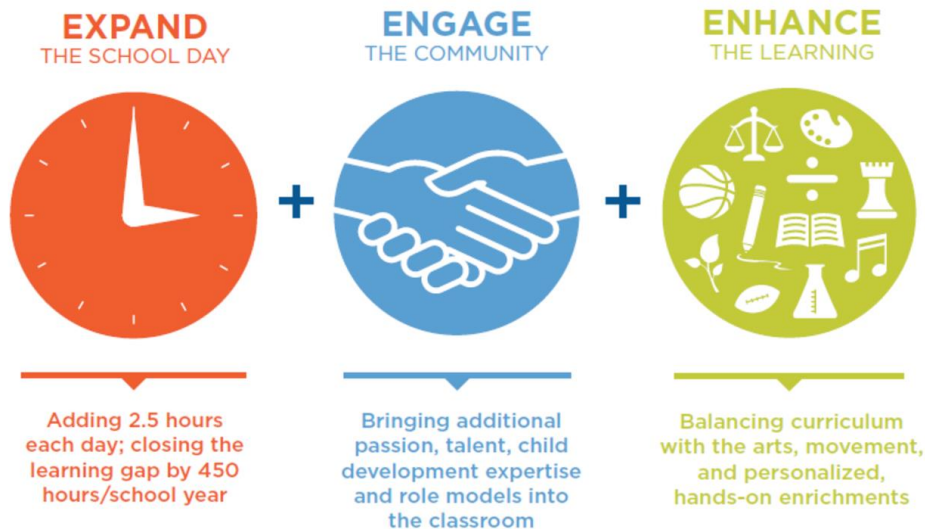 EXPAND
THE SCHOOL DAY
Adding 2.5 hours
each day; closing the
learning gap by 450
hours/school year
+
ENGAGE
THE COMMUNITY
Bringing additional
passion, talent, child
development expertise
and role models into
the classroom
+
ENHANCE
THE LEARNING
Balancing curriculum
with the arts, movement,
and personalized,
hands-on enrichments